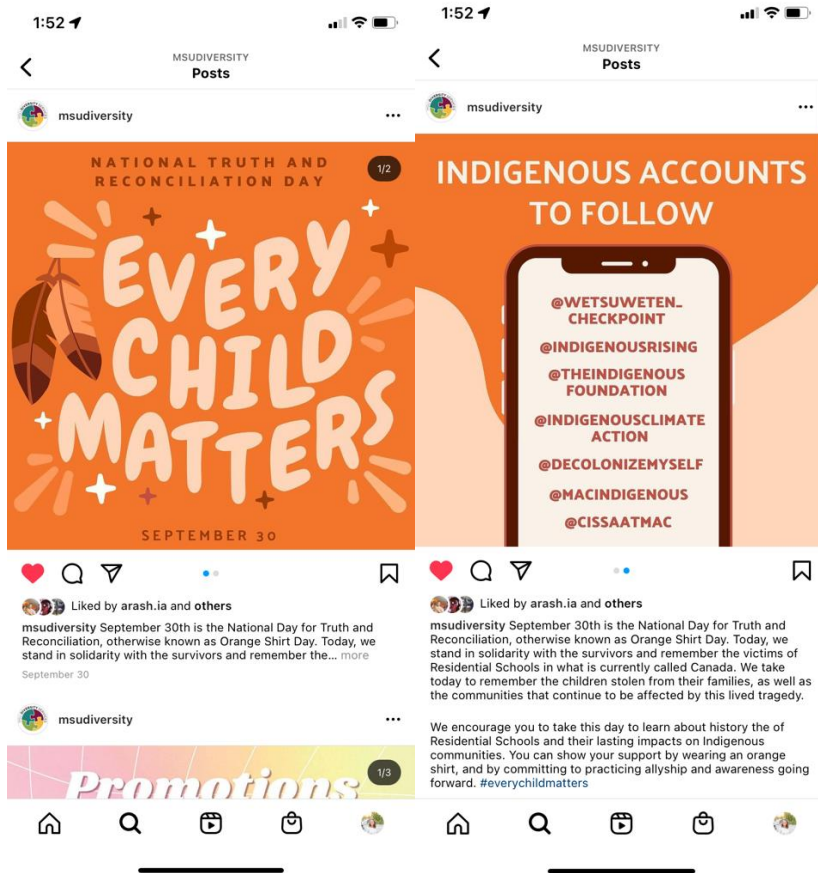 1:52
MSUDIVERSITY
Posts
msudiversity
NATIONAL TRUTH AND
RECONCILIATION DAY
1/2
EVERY
CHILD
MATTERS
SEPTEMBER 30
Liked by arash.ia and others
msudiversity September 30th is the National Day for Truth and
Reconciliation, otherwise known as Orange Shirt Day. Today, we
stand in solidarity with the survivors and remember the... more
September 30
msudiversity
Promotions
1/3
1:52
MSUDIVERSITY
Posts
msudiversity
INDIGENOUS ACCOUNTS
TO FOLLOW
@WETSUWETEN_
CHECKPOINT
@INDIGENOUSRISING
@THEINDIGENOUS
FOUNDATION
@INDIGENOUSCLIMATE
ACTION
@DECOLONIZEMYSELF
@MACINDIGENOUS
@CISSAATMAC
Liked by arash.ia and others
msudiversity September 30th is the National Day for Truth and
Reconciliation, otherwise known as Orange Shirt Day. Today, we
stand in solidarity with the survivors and remember the victims of
Residential Schools in what is currently called Canada. We take
today to remember the children stolen from their families, as well as
the communities that continue to be affected by this lived tragedy.
We encourage you to take this day to learn about history the of
Residential Schools and their lasting impacts on Indigenous
communities. You can show your support by wearing an orange
shirt, and by committing to practicing allyship and awareness going
forward. #everychildmatters